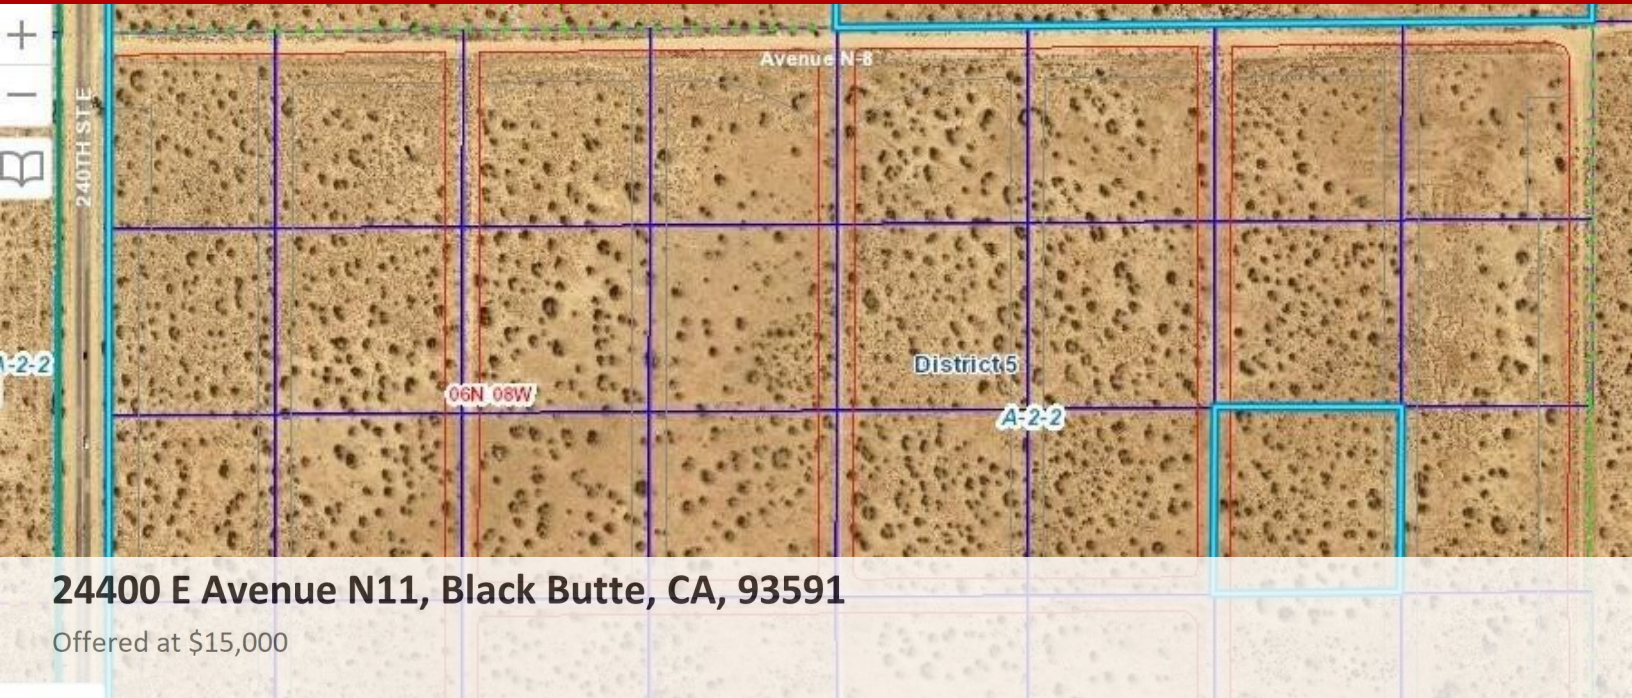 Avenue N-8
240TH ST E
A-2-2
District 5
06N 08W
A-2-2
24400 E Avenue N11, Black Butte, CA, 93591
Offered at $15,000